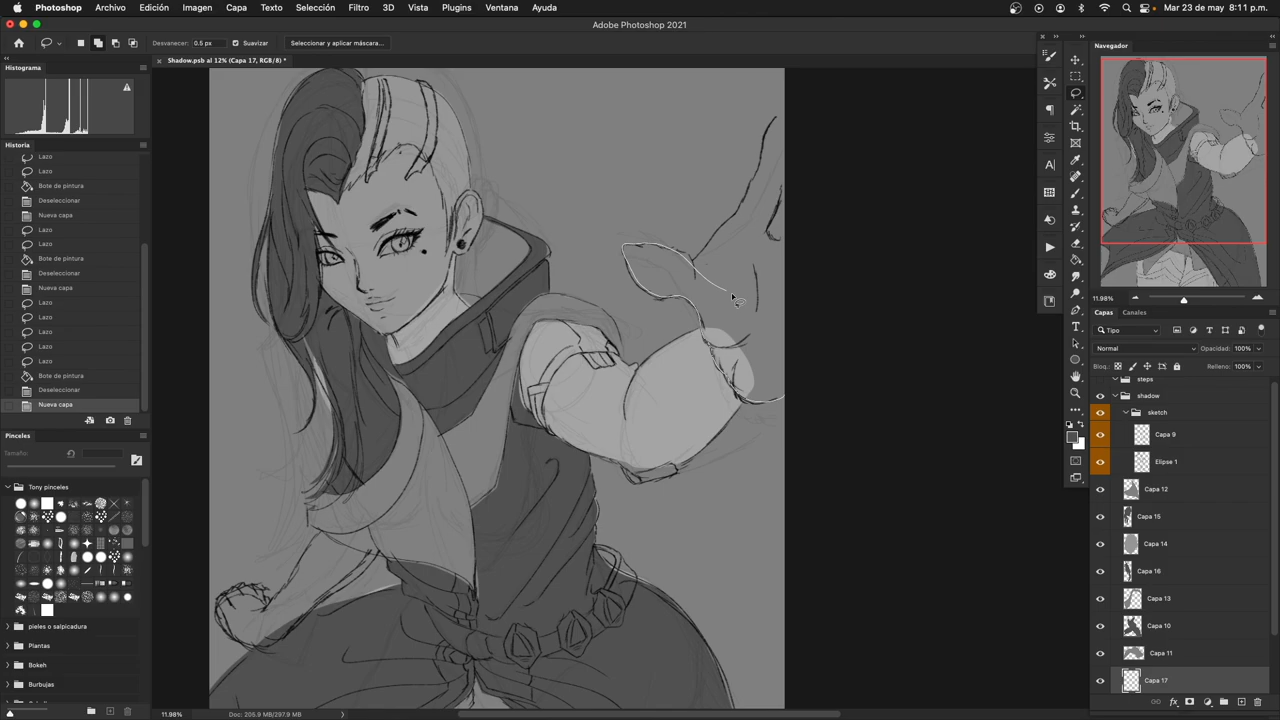 Photoshop Archivo Edición Imagen Capa Texto Selección Filtro 3D Vista Plugins Ventana Ayuda Mar 23 de may 8:11 p.m.
Adobe Photoshop 2021
Desvanecer: 0.5 px Suavizar Seleccionar y aplicar máscara...
Shadow.psb al 12% (Capa 17, RGB/8) *
Histograma
Historia
Lazo
Lazo
Bote de pintura
Deseleccionar
Nueva capa
Lazo
Lazo
Bote de pintura
Deseleccionar
Nueva capa
Lazo
Lazo
Lazo
Lazo
Lazo
Bote de pintura
Deseleccionar
Nueva capa
Pinceles
Tamaño:
Tony pinceles
pieles o salpicadura
Plantas
Bokeh
Burbujas
11.98% Doc: 205.9 MB/297.9 MB
Navegador
11.98%
Capas Canales
Tipo
Normal Opacidad: 100%
Bloq.: Relleno: 100%
steps
shadow
sketch
Capa 9
Elipse 1
Capa 12
Capa 15
Capa 14
Capa 16
Capa 13
Capa 10
Capa 11
Capa 17